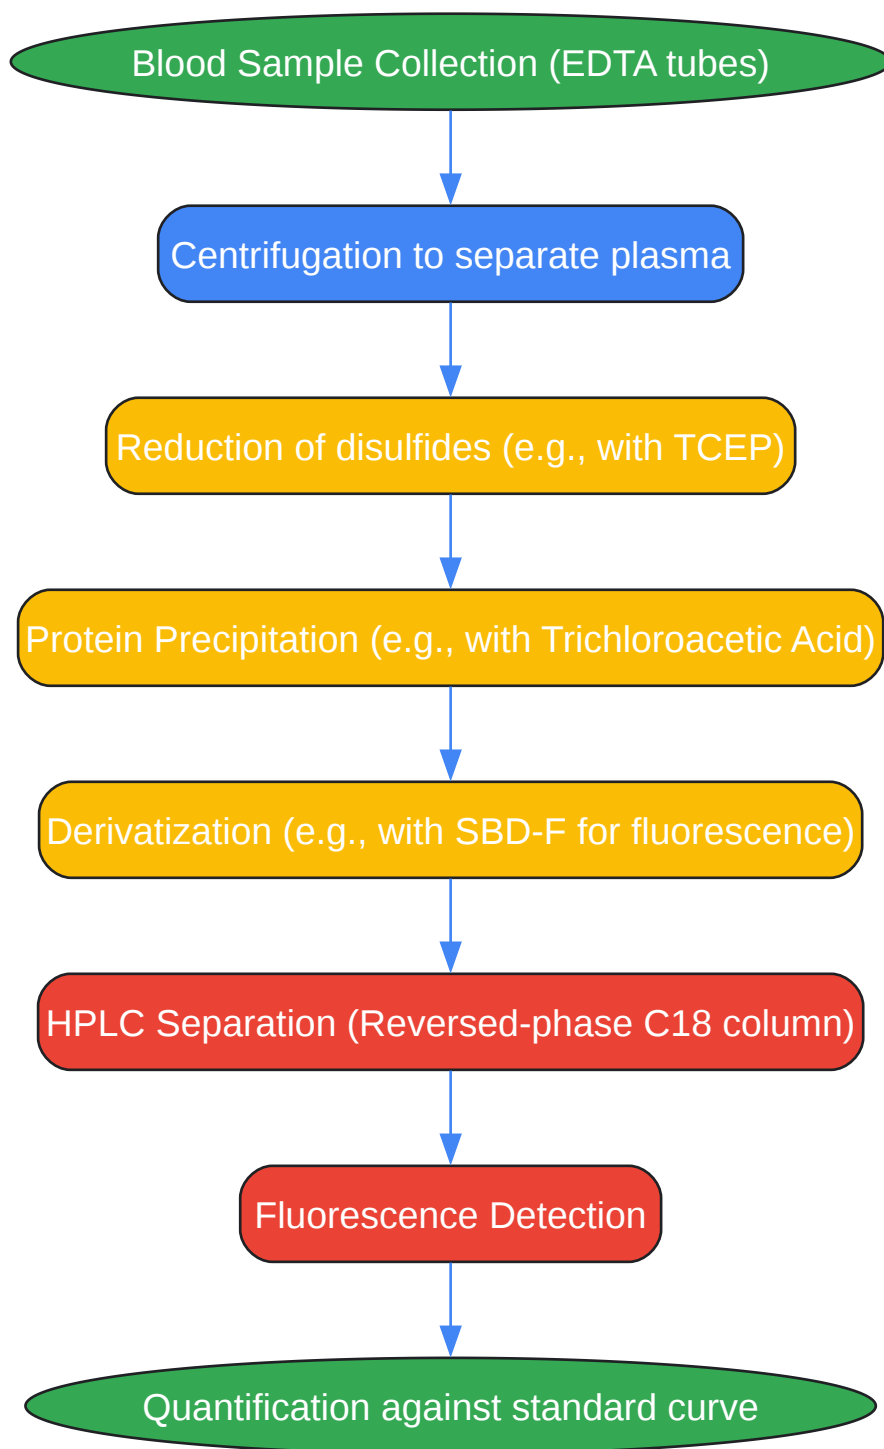 Blood Sample Collection (EDTA tubes)
Centrifugation to separate plasma
Reduction of disulfides (e.g., with TCEP)
Protein Precipitation (e.g., with Trichloroacetic Acid)
Derivatization (e.g., with SBD-F for fluorescence)
HPLC Separation (Reversed-phase C18 column)
Fluorescence Detection
Quantification against standard curve